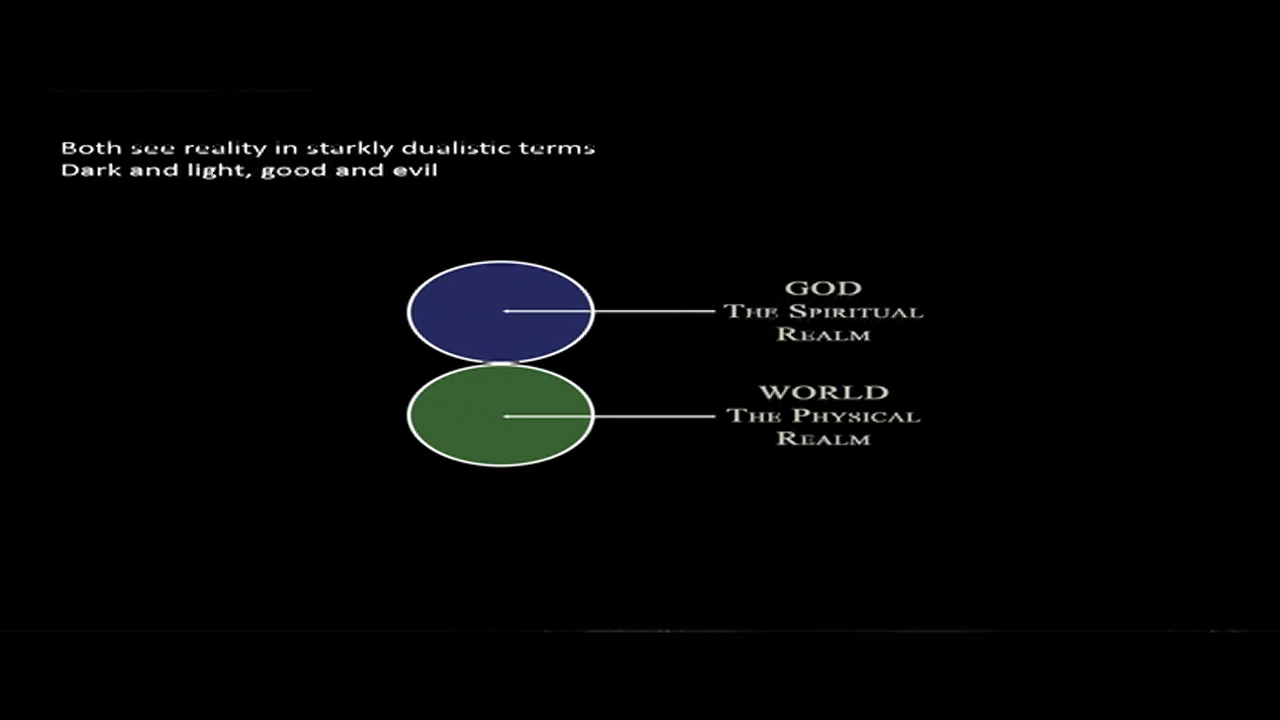 Both see reality in starkly dualistic terms
Dark and light, good and evil
GOD
THE SPIRITUAL
REALM
WORLD
THE PHYSICAL
REALM